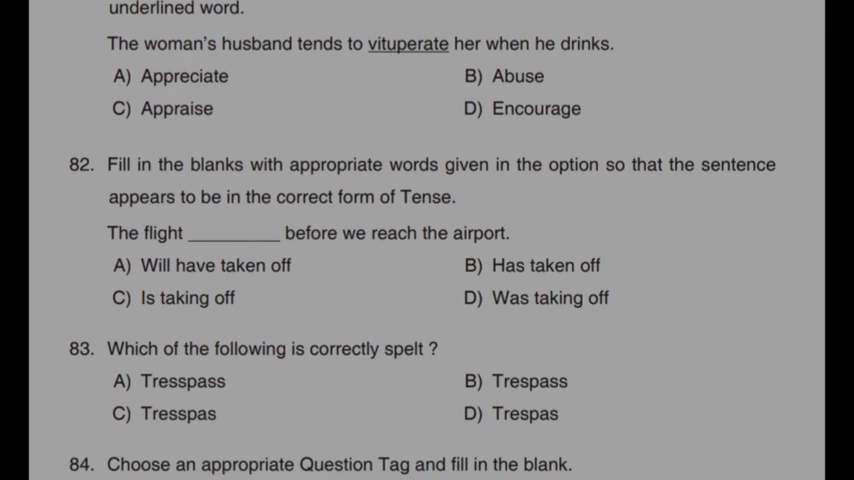 underlined word.
The woman's husband tends to vituperate her when he drinks.
A) Appreciate B) Abuse
C) Appraise D) Encourage
82. Fill in the blanks with appropriate words given in the option so that the sentence
appears to be in the correct form of Tense.
The flight __________ before we reach the airport.
A) Will have taken off B) Has taken off
C) Is taking off D) Was taking off
83. Which of the following is correctly spelt ?
A) Tresspass B) Trespass
C) Tresspas D) Trespas
84. Choose an appropriate Question Tag and fill in the blank.